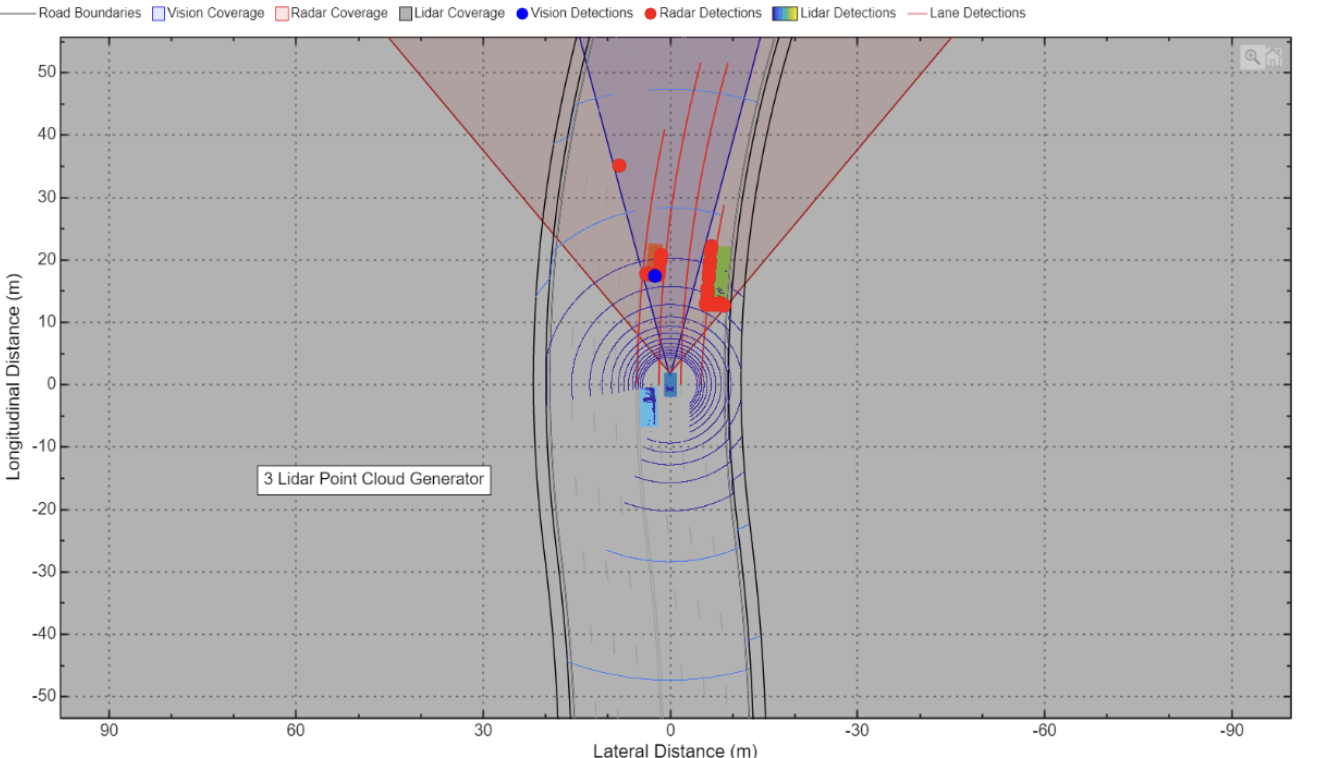 Road Boundaries Vision Coverage Radar Coverage Lidar Coverage Vision Detections Radar Detections Lidar Detections Lane Detections
50
40
30
20
10
0
-10
-20
-30
-40
-50
Longitudinal Distance (m)
3 Lidar Point Cloud Generator
90 60 30 0 -30 -60 -90
Lateral Distance (m)